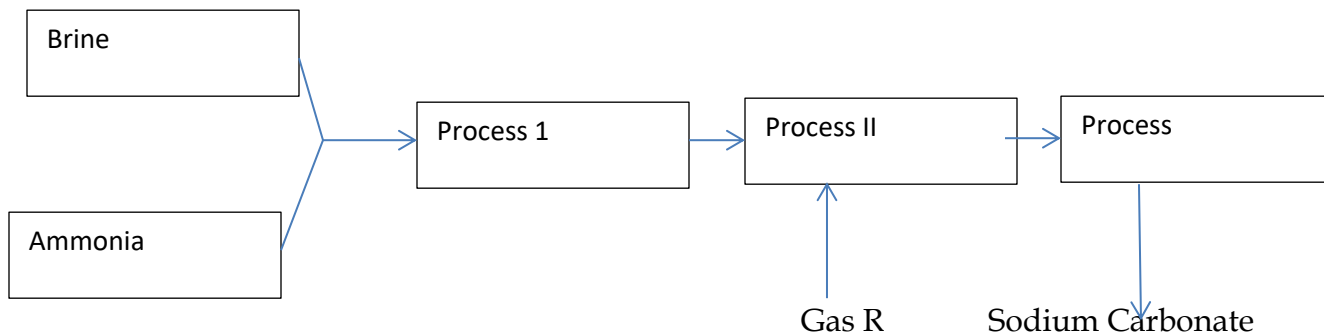 Brine
Process 1
Process II
Process
Ammonia
Gas R
Sodium Carbonate